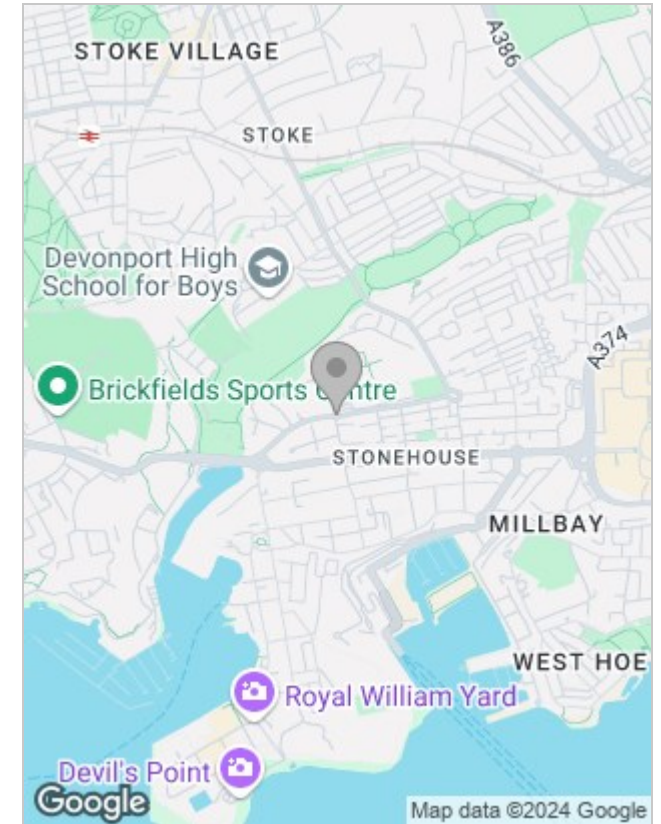 STOKE VILLAGE
A386
STOKE
Devonport High
School for Boys
A374
Brickfields Sports Centre
STONEHOUSE
MILLBAY
WEST HOE
Royal William Yard
Devil's Point
Google
Map data ©2024 Google